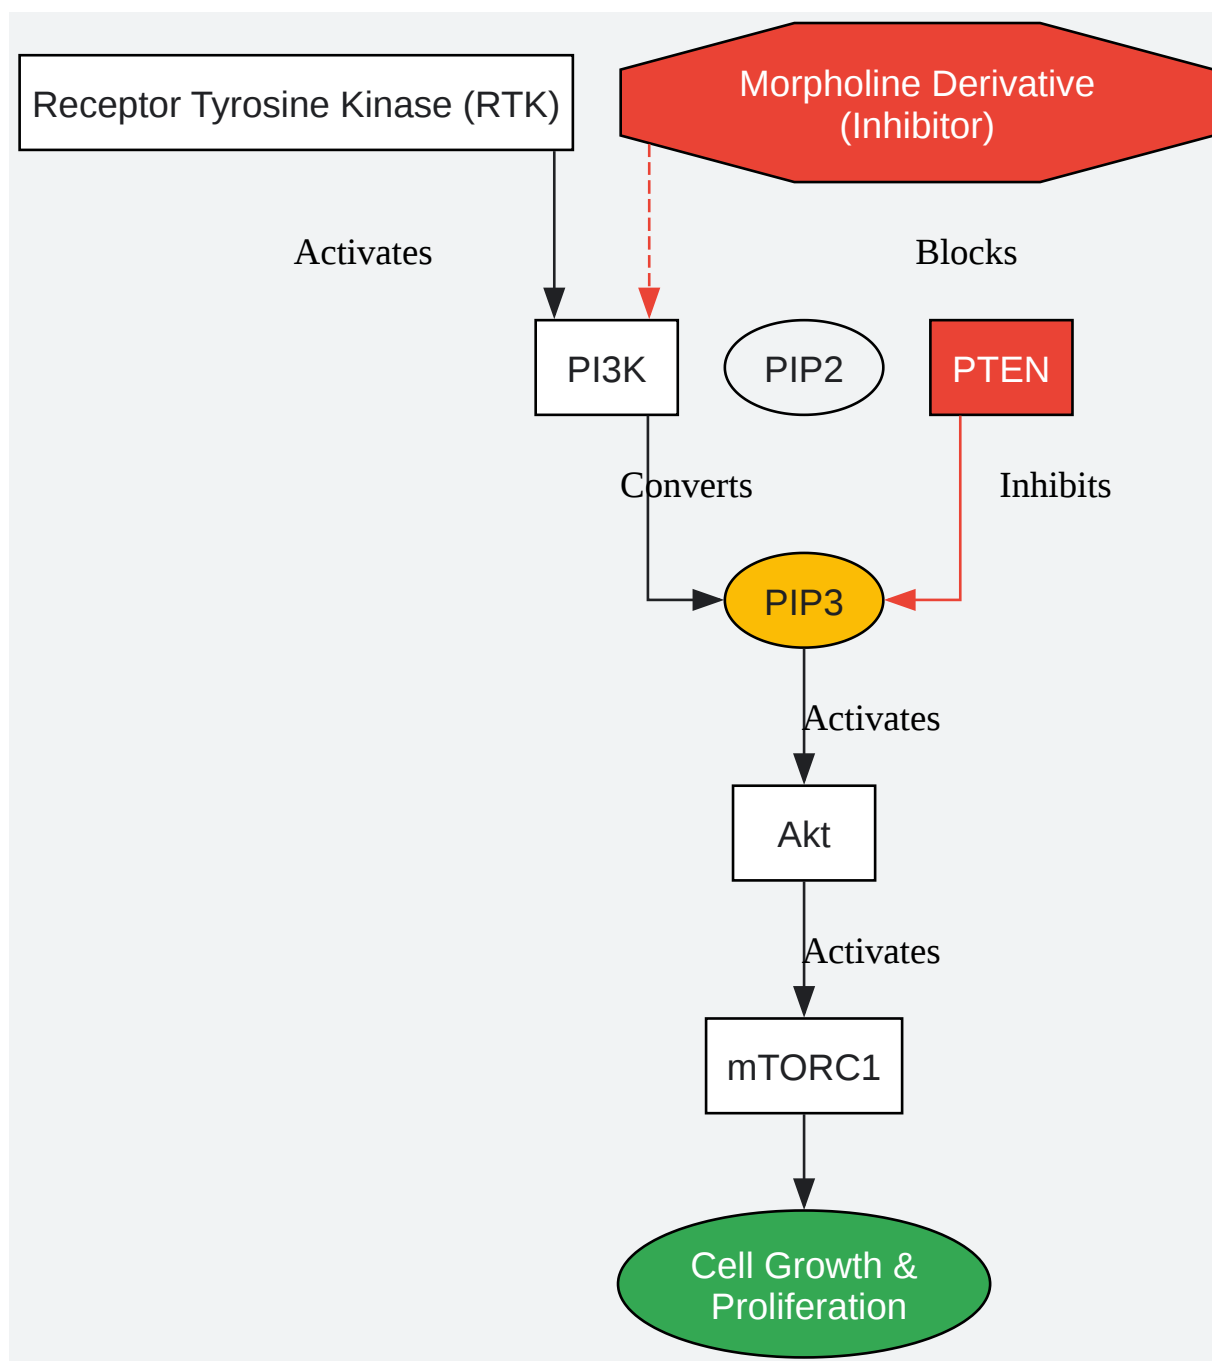 Receptor Tyrosine Kinase (RTK)
Morpholine Derivative
(Inhibitor)
Activates
Blocks
PI3K
PIP2
PTEN
Converts
Inhibits
PIP3
Activates
Akt
Activates
mTORC1
Cell Growth &
Proliferation